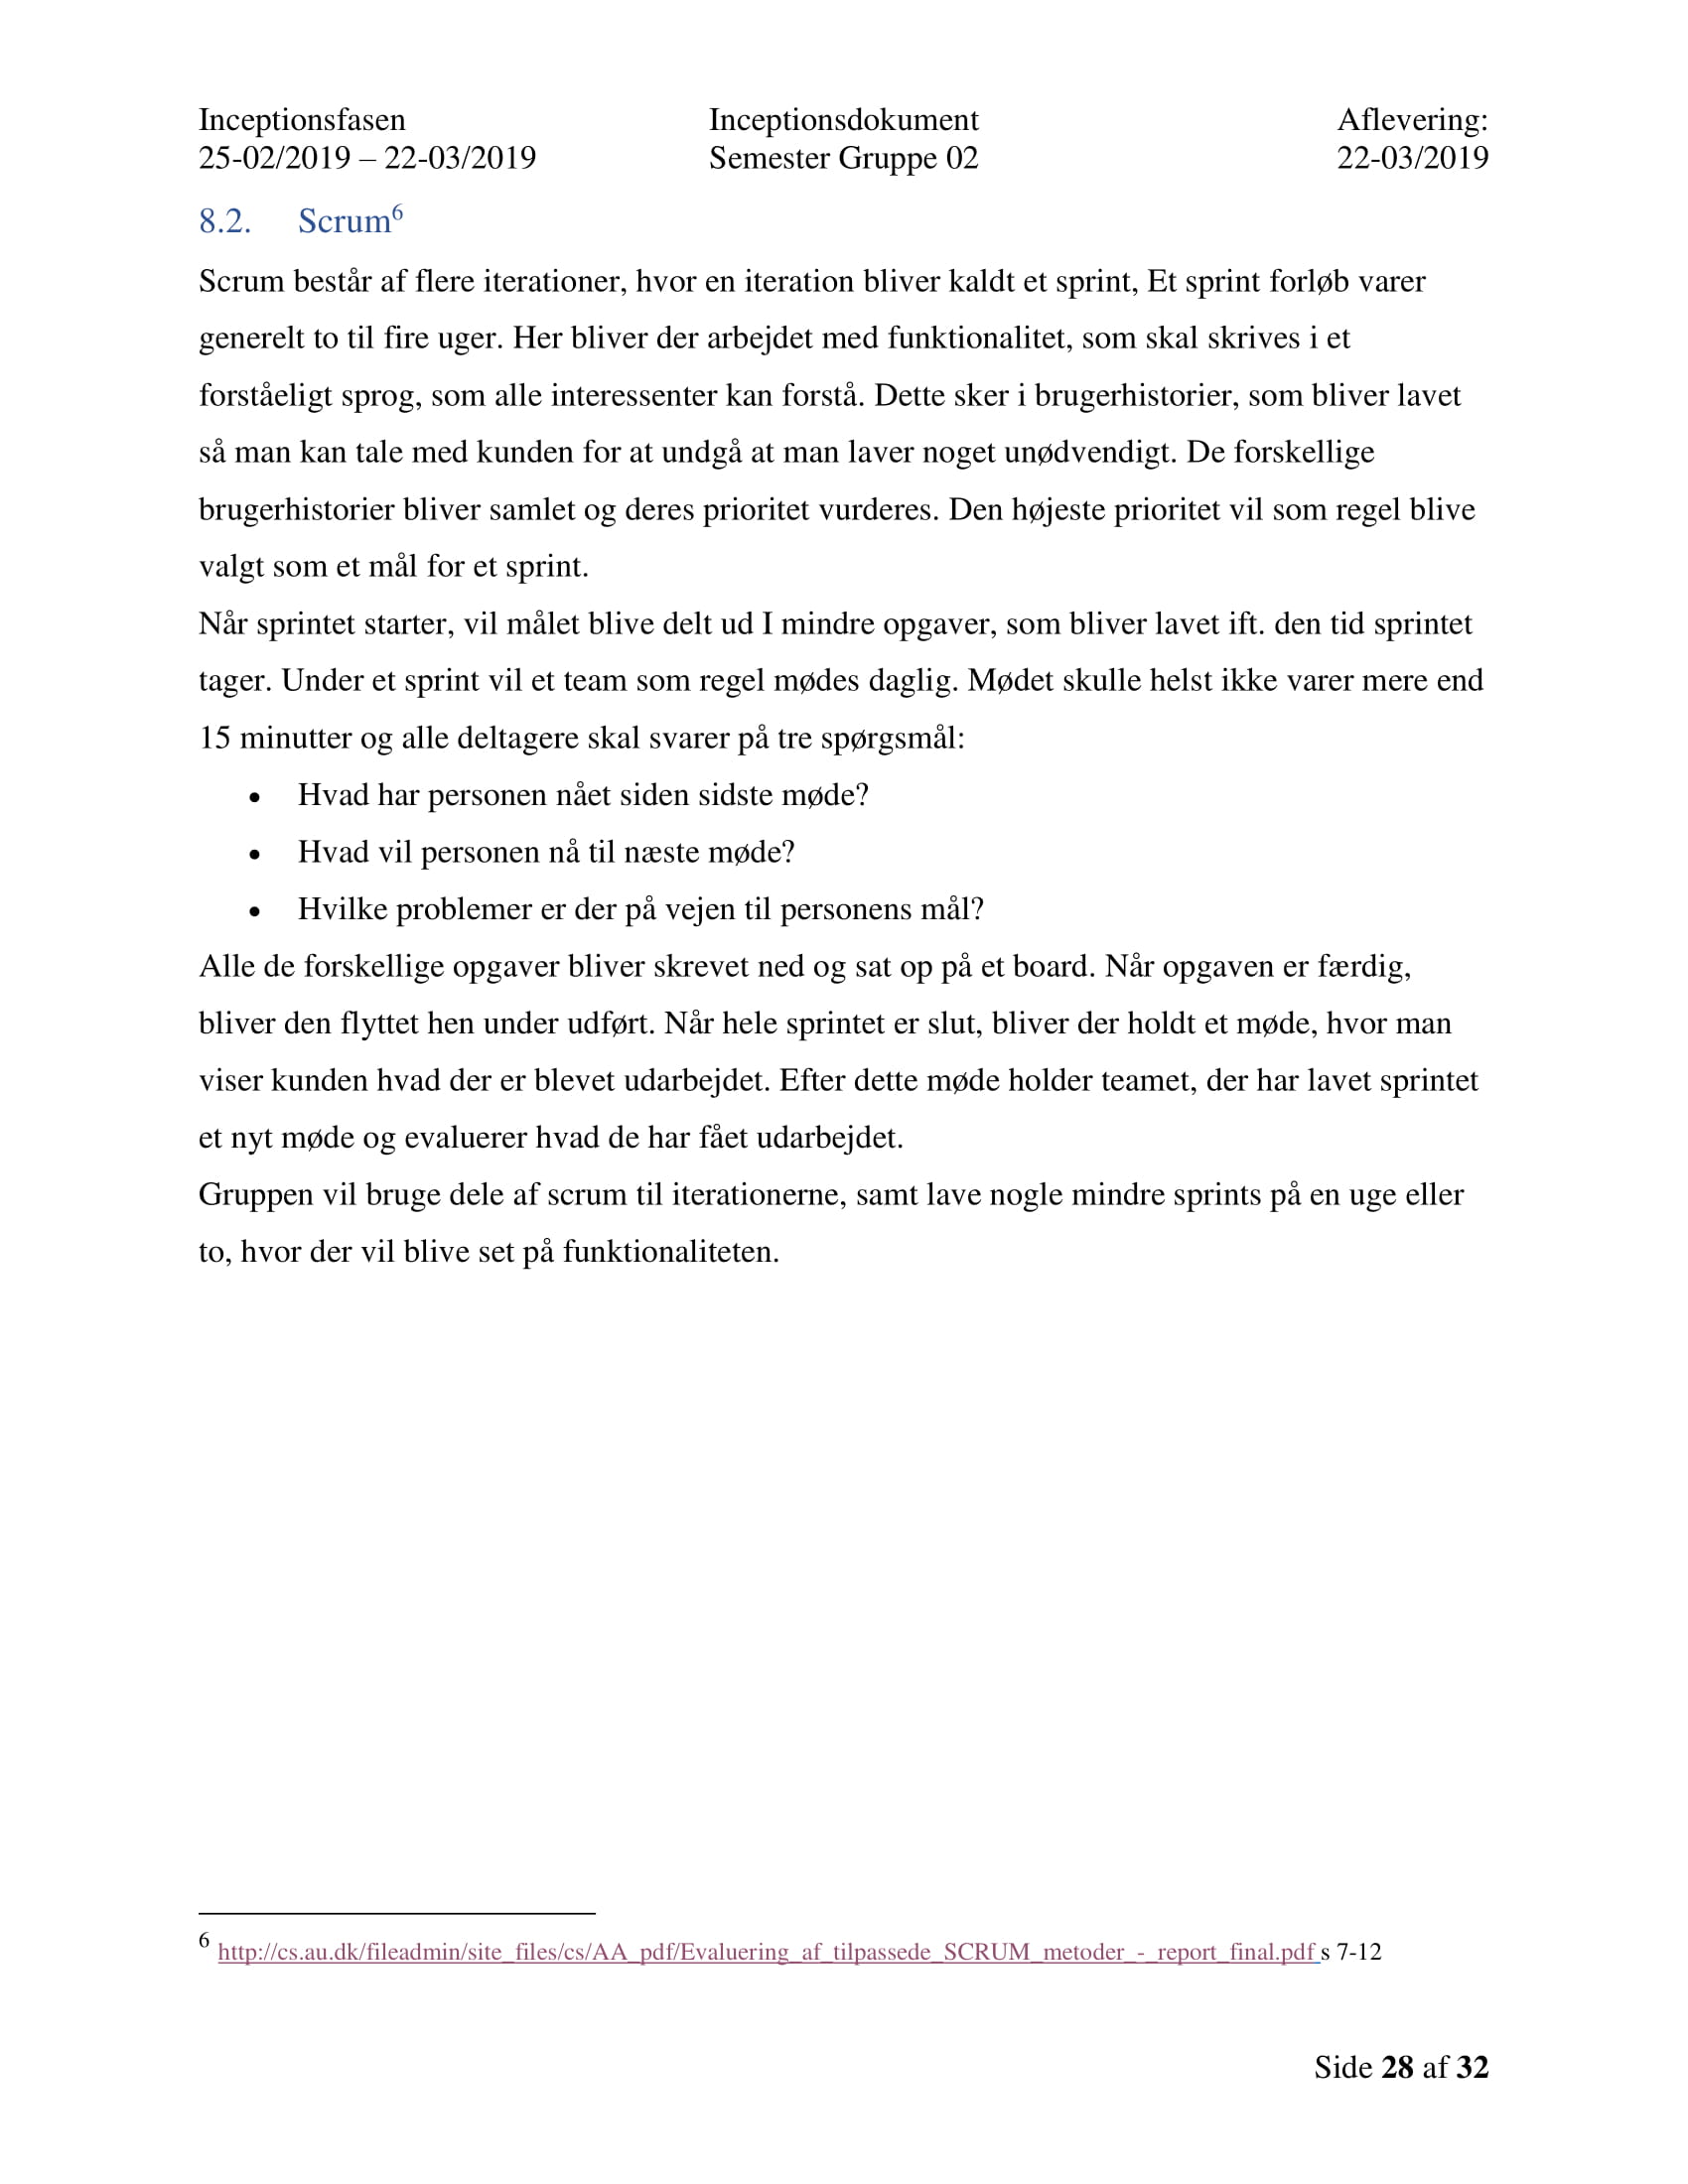 Inceptionsfasen Inceptionsdokument Aflevering:
25-02/2019 – 22-03/2019 Semester Gruppe 02 22-03/2019
8.2. Scrum6
Scrum består af flere iterationer, hvor en iteration bliver kaldt et sprint, Et sprint forløb varer
generelt to til fire uger. Her bliver der arbejdet med funktionalitet, som skal skrives i et
forståeligt sprog, som alle interessenter kan forstå. Dette sker i brugerhistorier, som bliver lavet
så man kan tale med kunden for at undgå at man laver noget unødvendigt. De forskellige
brugerhistorier bliver samlet og deres prioritet vurderes. Den højeste prioritet vil som regel blive
valgt som et mål for et sprint.
Når sprintet starter, vil målet blive delt ud I mindre opgaver, som bliver lavet ift. den tid sprintet
tager. Under et sprint vil et team som regel mødes daglig. Mødet skulle helst ikke varer mere end
15 minutter og alle deltagere skal svarer på tre spørgsmål:
• Hvad har personen nået siden sidste møde?
• Hvad vil personen nå til næste møde?
• Hvilke problemer er der på vejen til personens mål?
Alle de forskellige opgaver bliver skrevet ned og sat op på et board. Når opgaven er færdig,
bliver den flyttet hen under udført. Når hele sprintet er slut, bliver der holdt et møde, hvor man
viser kunden hvad der er blevet udarbejdet. Efter dette møde holder teamet, der har lavet sprintet
et nyt møde og evaluerer hvad de har fået udarbejdet.
Gruppen vil bruge dele af scrum til iterationerne, samt lave nogle mindre sprints på en uge eller
to, hvor der vil blive set på funktionaliteten.
6 http://cs.au.dk/fileadmin/site_files/cs/AA_pdf/Evaluering_af_tilpassede_SCRUM_metoder_-_report_final.pdf s 7-12
Side 28 af 32